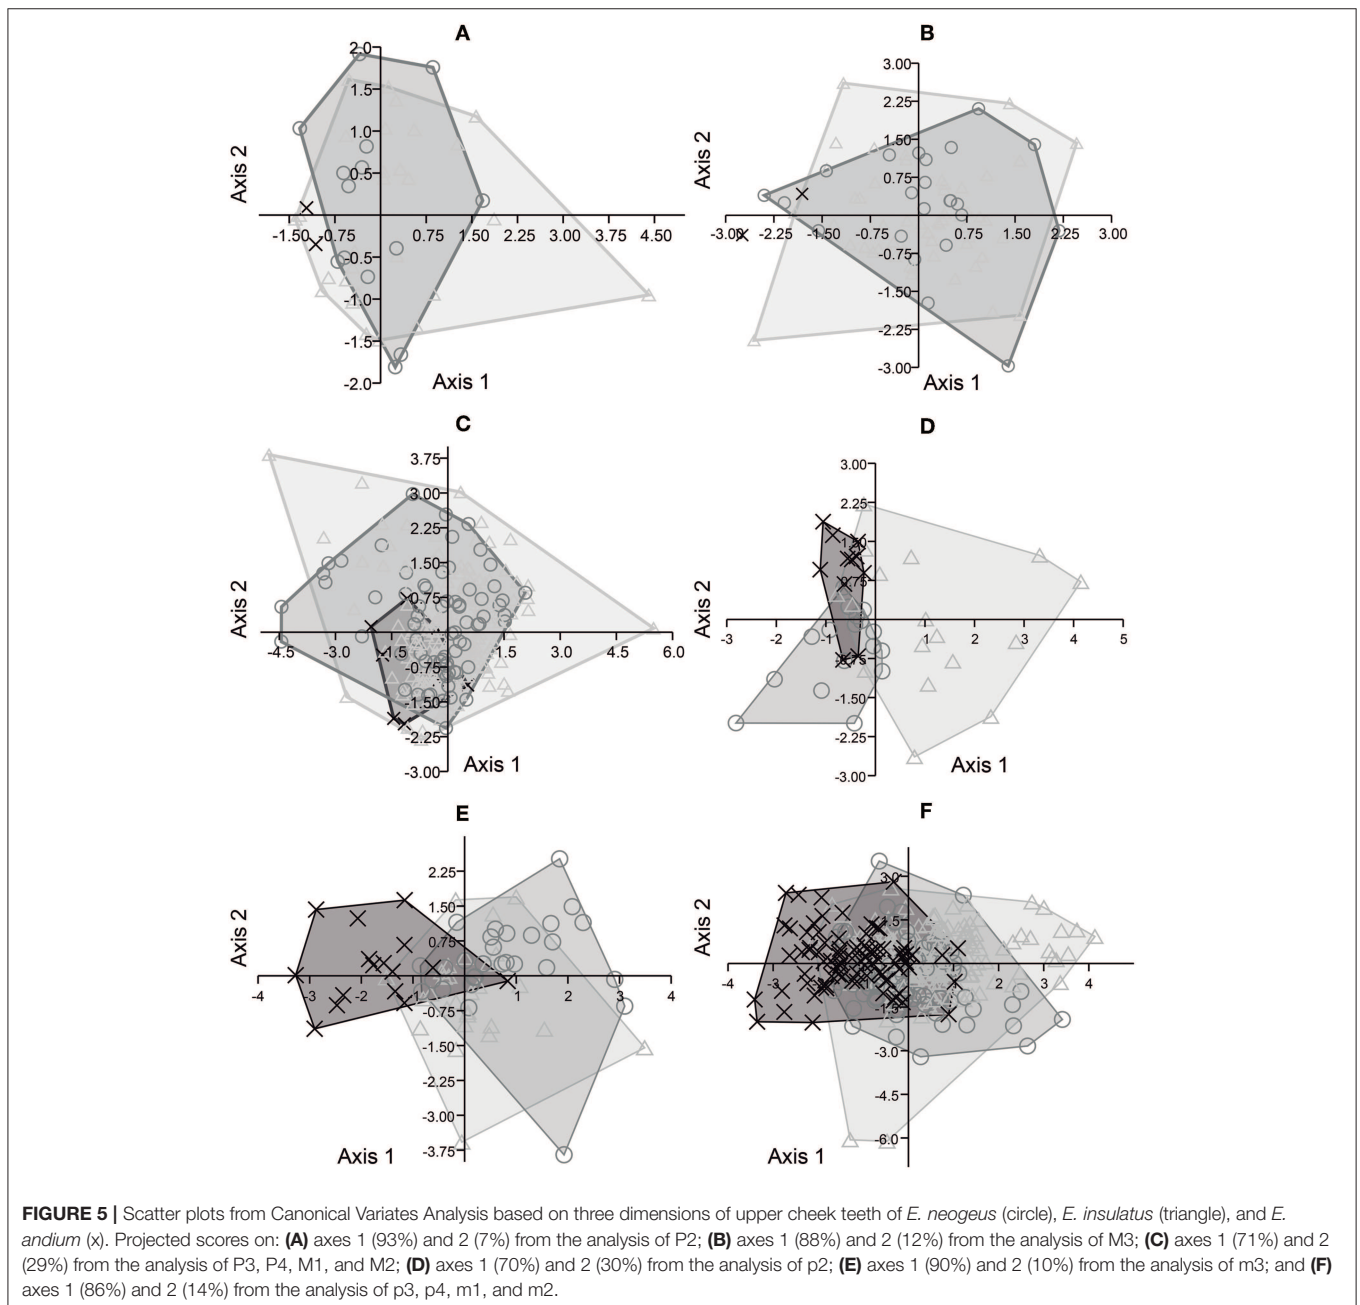 A
2.0
1.5
1.0
0.5
-1.50 -0.75 0.75 1.50 2.25 3.00 3.75 4.50
-0.5
-1.0
-1.5
-2.0
Axis 2
Axis 1
B
3.00
2.25
1.50
0.75
-3.00 -2.25 -1.50 -0.75 0.75 1.50 2.25 3.00
-0.75
-1.50
-2.25
-3.00
Axis 2
Axis 1
C
3.75
3.00
2.25
1.50
0.75
-4.5 -3.0 -1.5 3.0 4.5 6.0
-0.75
-1.50
-2.25
-3.00
Axis 2
Axis 1
D
3.00
2.25
1.50
0.75
-3 -2 -1 1 2 3 4 5
-0.75
-1.50
-2.25
-3.00
Axis 2
Axis 1
E
2.25
1.50
0.75
-4 -3 -2 1 2 3 4
-0.75
-1.50
-2.25
-3.00
-3.75
Axis 2
Axis 1
F
3.0
1.5
-4 -3 2 3 4
-1.5
-3.0
-4.5
-6.0
Axis 2
Axis 1
FIGURE 5 | Scatter plots from Canonical Variates Analysis based on three dimensions of upper cheek teeth of E. neogeus (circle), E. insulatus (triangle), and E.
andium (x). Projected scores on: (A) axes 1 (93%) and 2 (7%) from the analysis of P2; (B) axes 1 (88%) and 2 (12%) from the analysis of M3; (C) axes 1 (71%) and 2
(29%) from the analysis of P3, P4, M1, and M2; (D) axes 1 (70%) and 2 (30%) from the analysis of p2; (E) axes 1 (90%) and 2 (10%) from the analysis of m3; and (F)
axes 1 (86%) and 2 (14%) from the analysis of p3, p4, m1, and m2.